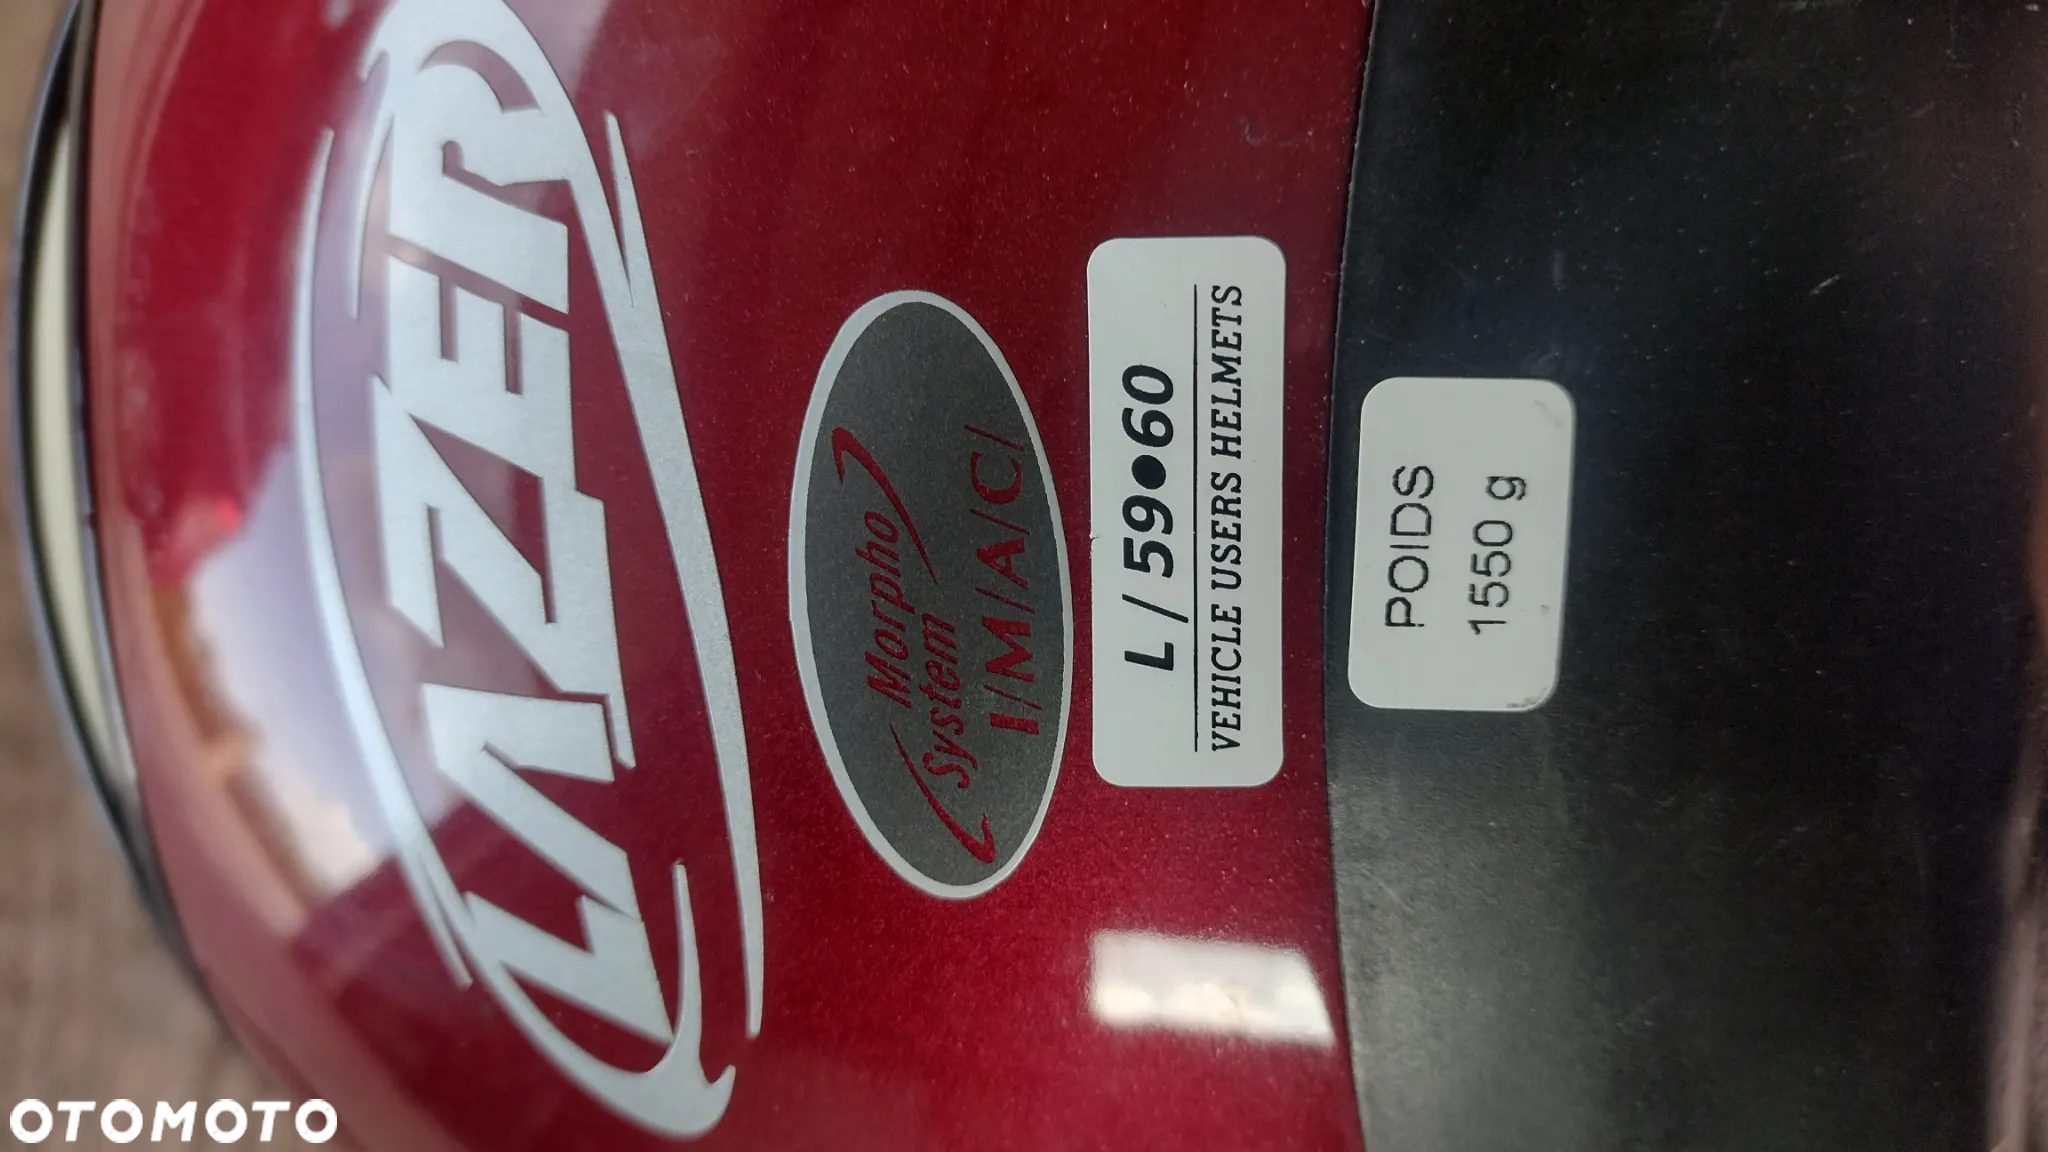 LAZER
Morpho
System
I/M/A/C/
L/59•60
VEHICLE USERS HELMETS
POIDS
1550 g
OTOMOTO